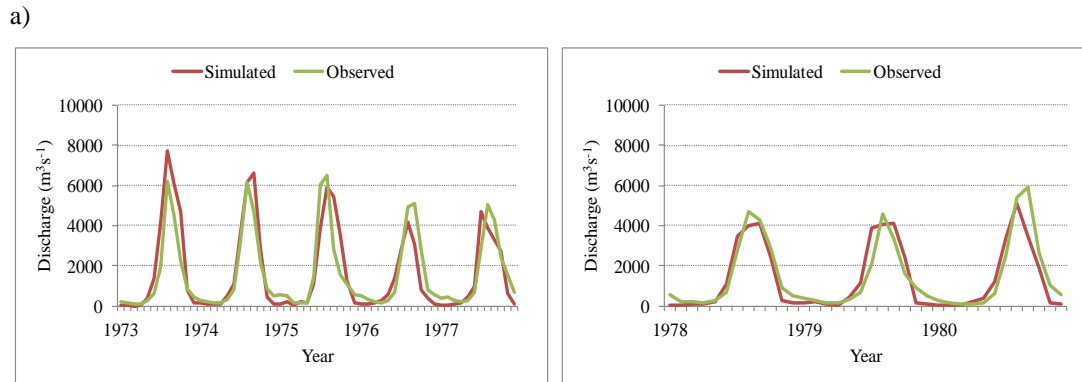 a)
Simulated Observed
10000
8000
6000
4000
2000
0
Discharge (m³s⁻¹)
1973 1974 1975 1976 1977
Year
Simulated Observed
10000
8000
6000
4000
2000
0
Discharge (m³s⁻¹)
1978 1979 1980
Year